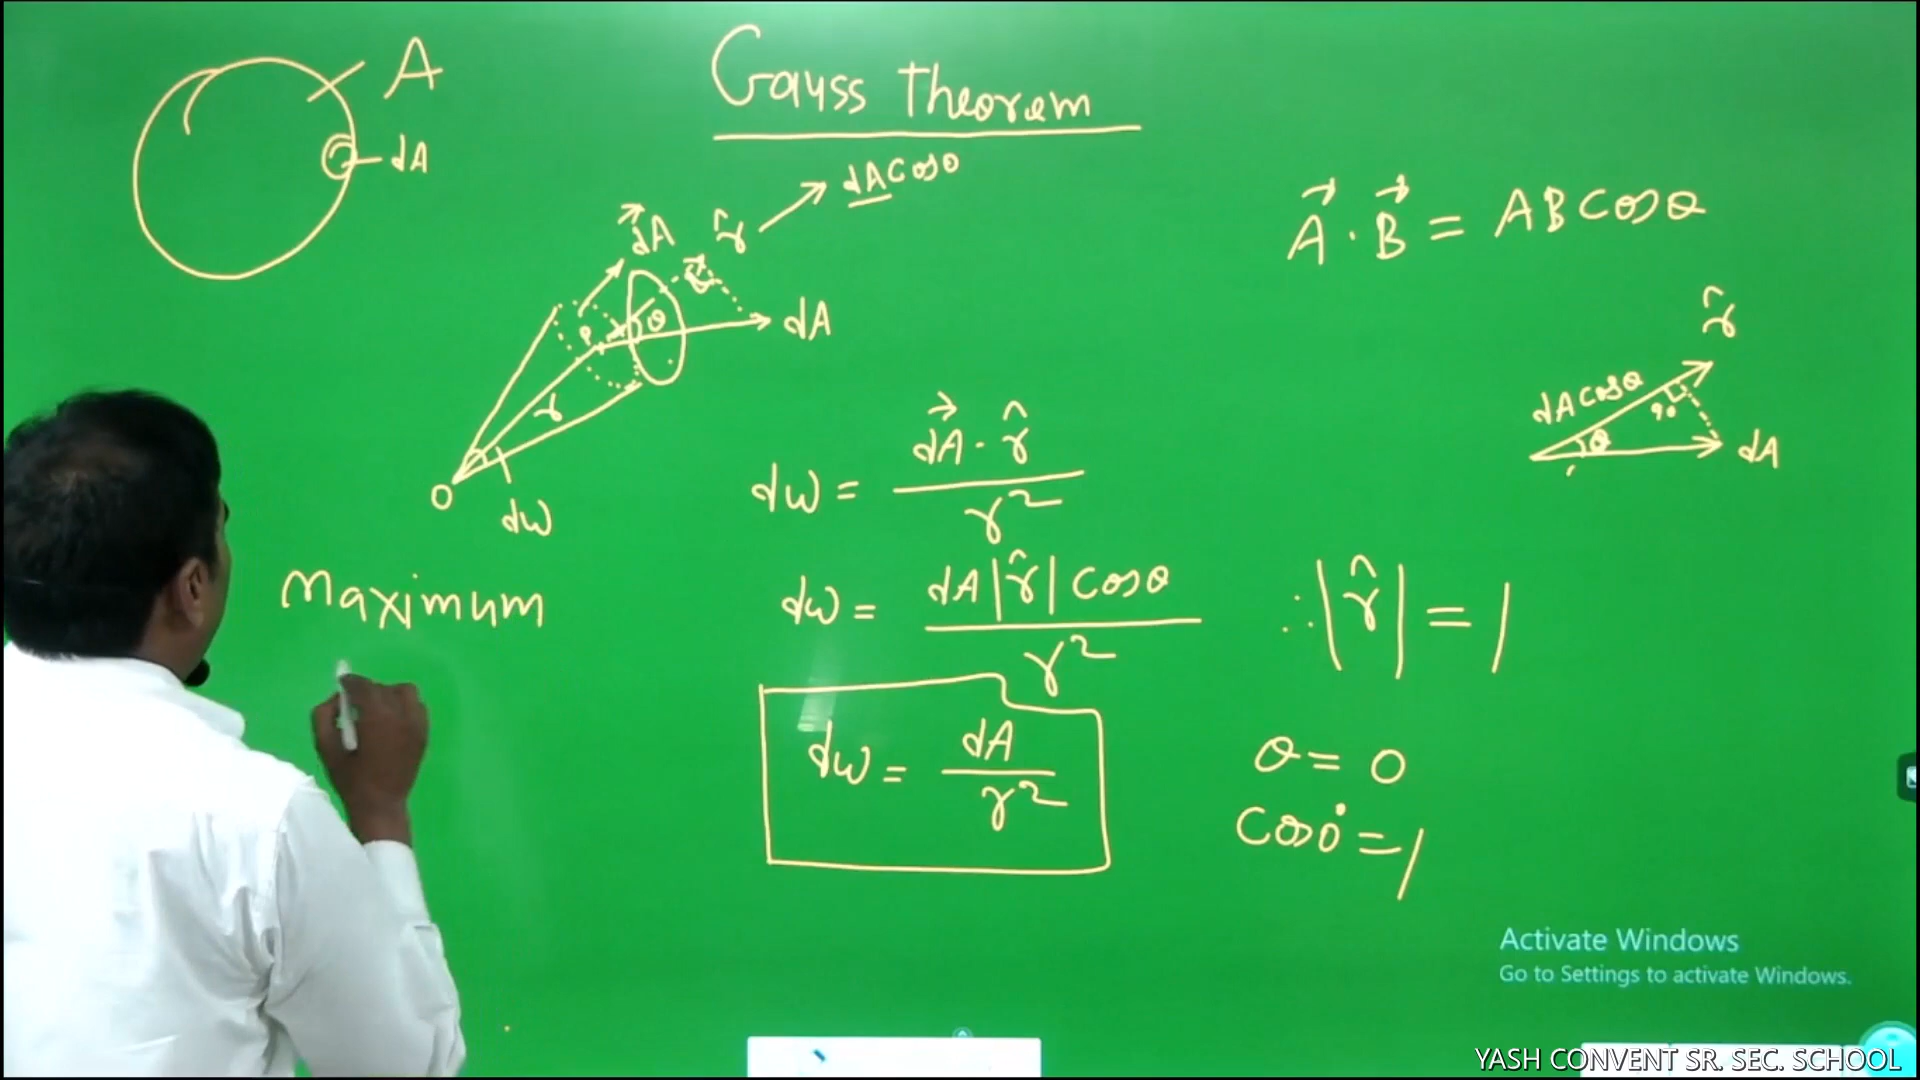 Gauss Theorem
A
dA
dA cosθ
→dA
r̂
dA
P
θ
r
O
dω
Maximum
→A · →B = AB cosθ
r̂
dA cosθ
90
θ
dA
dω = →dA · r̂ / r²
dω = dA |r̂| cosθ / r²
∴ |r̂| = 1
dω = dA / r²
θ = 0
cos0° = 1
Activate Windows
Go to Settings to activate Windows.
YASH CONVENT SR. SEC. SCHOOL